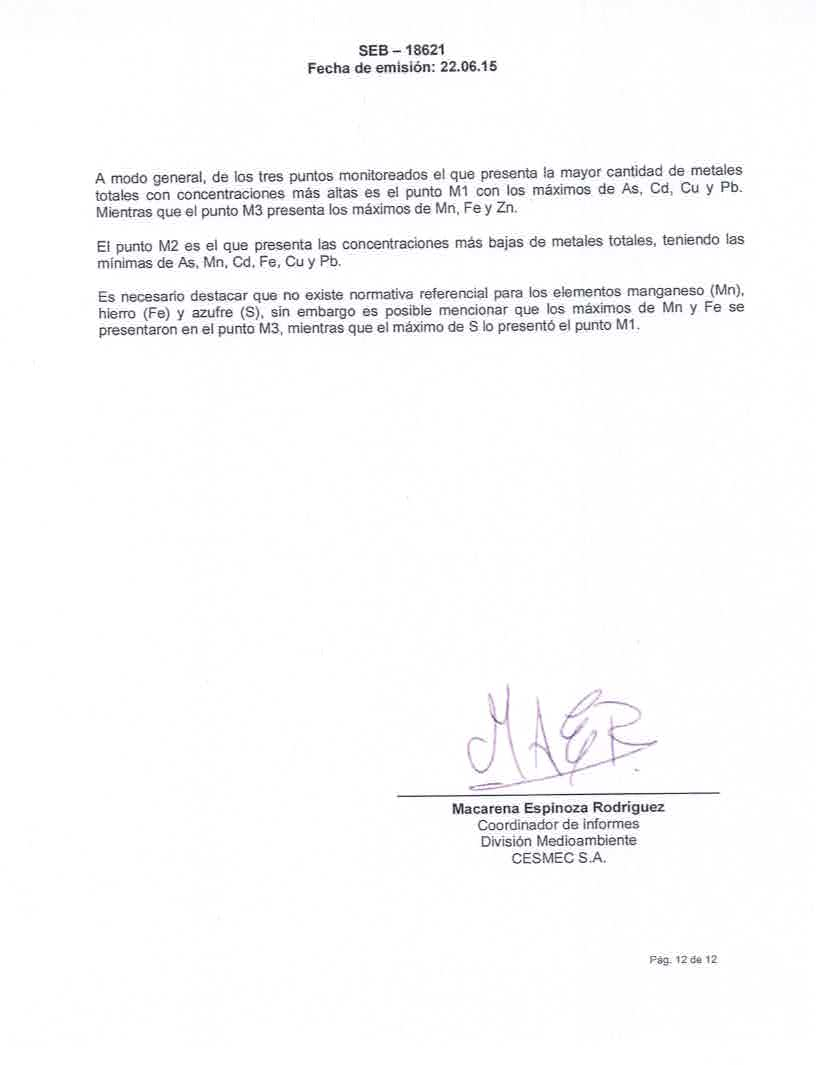 SEB – 18621
Fecha de emisión: 22.06.15
A modo general, de los tres puntos monitoreados el que presenta la mayor cantidad de metales
totales con concentraciones más altas es el punto M1 con los máximos de As, Cd, Cu y Pb.
Mientras que el punto M3 presenta los máximos de Mn, Fe y Zn.
El punto M2 es el que presenta las concentraciones más bajas de metales totales, teniendo las
mínimas de As, Mn, Cd, Fe, Cu y Pb.
Es necesario destacar que no existe normativa referencial para los elementos manganeso (Mn),
hierro (Fe) y azufre (S), sin embargo es posible mencionar que los máximos de Mn y Fe se
presentaron en el punto M3, mientras que el máximo de S lo presentó el punto M1.
MAER
Macarena Espinoza Rodriguez
Coordinador de informes
División Medioambiente
CESMEC S.A.
Pág. 12 de 12